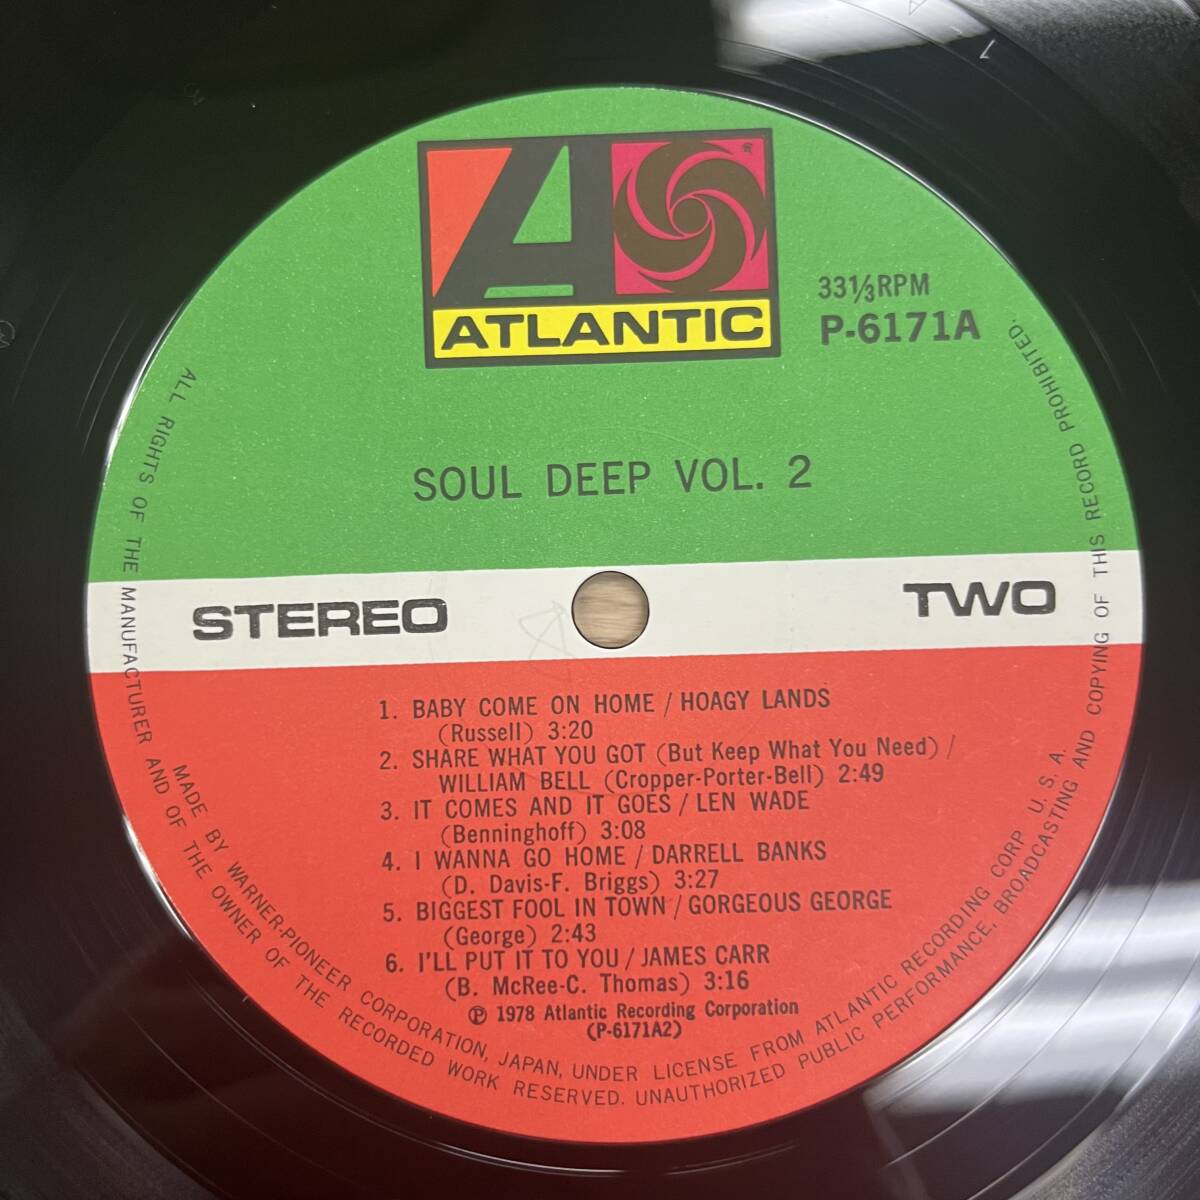 ATLANTIC
33⅓RPM
P-6171A
SOUL DEEP VOL. 2
STEREO
TWO
1. BABY COME ON HOME / HOAGY LANDS
(Russell) 3:20
2. SHARE WHAT YOU GOT (But Keep What You Need) /
WILLIAM BELL (Cropper-Porter-Bell) 2:49
3. IT COMES AND IT GOES / LEN WADE
(Benninghoff) 3:08
4. I WANNA GO HOME / DARRELL BANKS
(D. Davis-F. Briggs) 3:27
5. BIGGEST FOOL IN TOWN / GORGEOUS GEORGE
(George) 2:43
6. I'LL PUT IT TO YOU / JAMES CARR
(B. McRee-C. Thomas) 3:16
℗ 1978 Atlantic Recording Corporation
(P-6171A2)
MADE BY WARNER-PIONEER CORPORATION, JAPAN, UNDER LICENSE FROM ATLANTIC RECORDING CORP. U. S. A.
ALL RIGHTS OF THE MANUFACTURER AND OF THE OWNER OF THE RECORDED WORK RESERVED. UNAUTHORIZED PUBLIC PERFORMANCE, BROADCASTING AND COPYING OF THIS RECORD PROHIBITED.